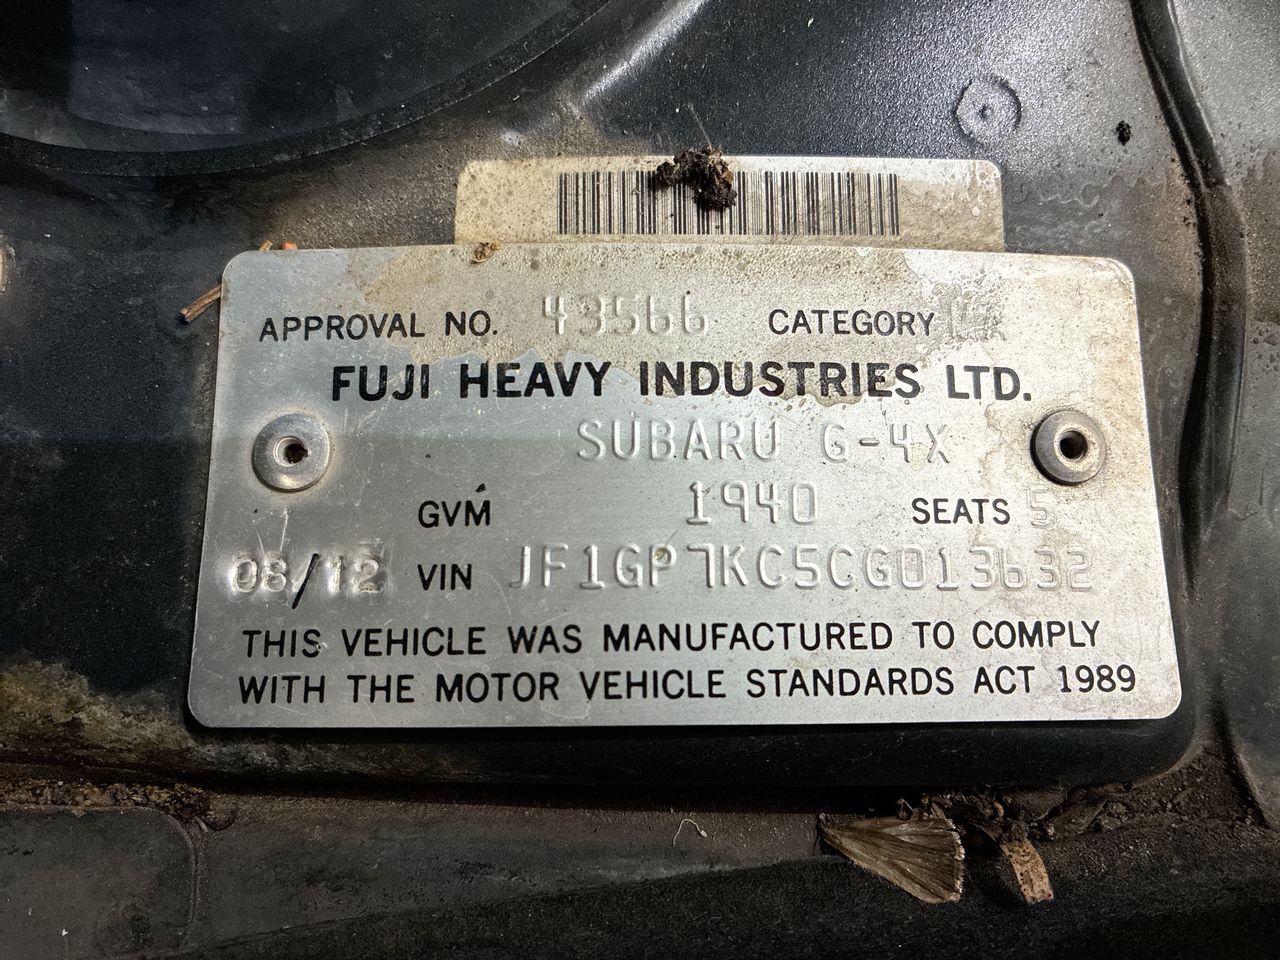 APPROVAL NO. 43566 CATEGORY MA
FUJI HEAVY INDUSTRIES LTD.
SUBARU G-4X
GVM 1940 SEATS 5
08/12 VIN JF1GP7KC5CG013632
THIS VEHICLE WAS MANUFACTURED TO COMPLY
WITH THE MOTOR VEHICLE STANDARDS ACT 1989